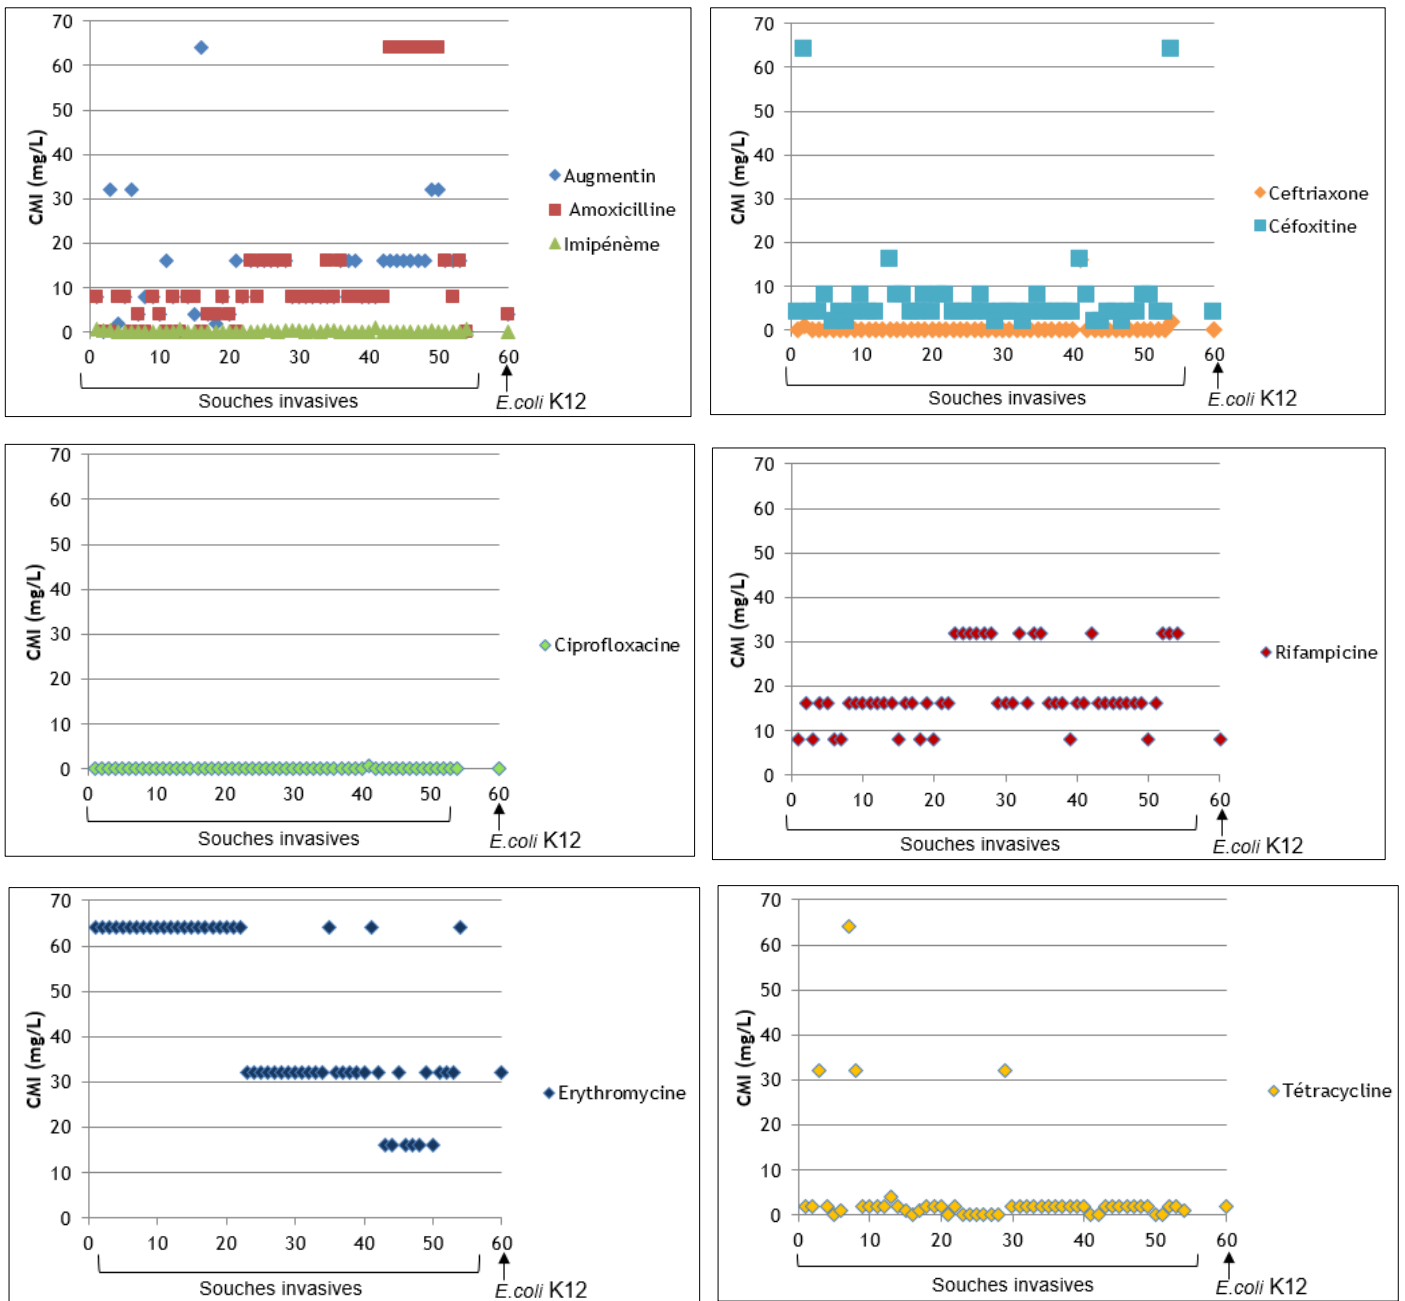 70
60
50
40
30
20
10
0
CMI (mg/L)
0 10 20 30 40 50 60
Augmentin
Amoxicilline
Imipénème
Souches invasives
E.coli K12
70
60
50
40
30
20
10
0
CMI (mg/L)
0 10 20 30 40 50 60
Ceftriaxone
Céfoxitine
Souches invasives
E.coli K12
70
60
50
40
30
20
10
0
CMI (mg/L)
0 10 20 30 40 50 60
Ciprofloxacine
Souches invasives
E.coli K12
70
60
50
40
30
20
10
0
CMI (mg/L)
0 10 20 30 40 50 60
Rifampicine
Souches invasives
E.coli K12
70
60
50
40
30
20
10
0
CMI (mg/L)
0 10 20 30 40 50 60
Erythromycine
Souches invasives
E.coli K12
70
60
50
40
30
20
10
0
CMI (mg/L)
0 10 20 30 40 50 60
Tétracycline
Souches invasives
E.coli K12